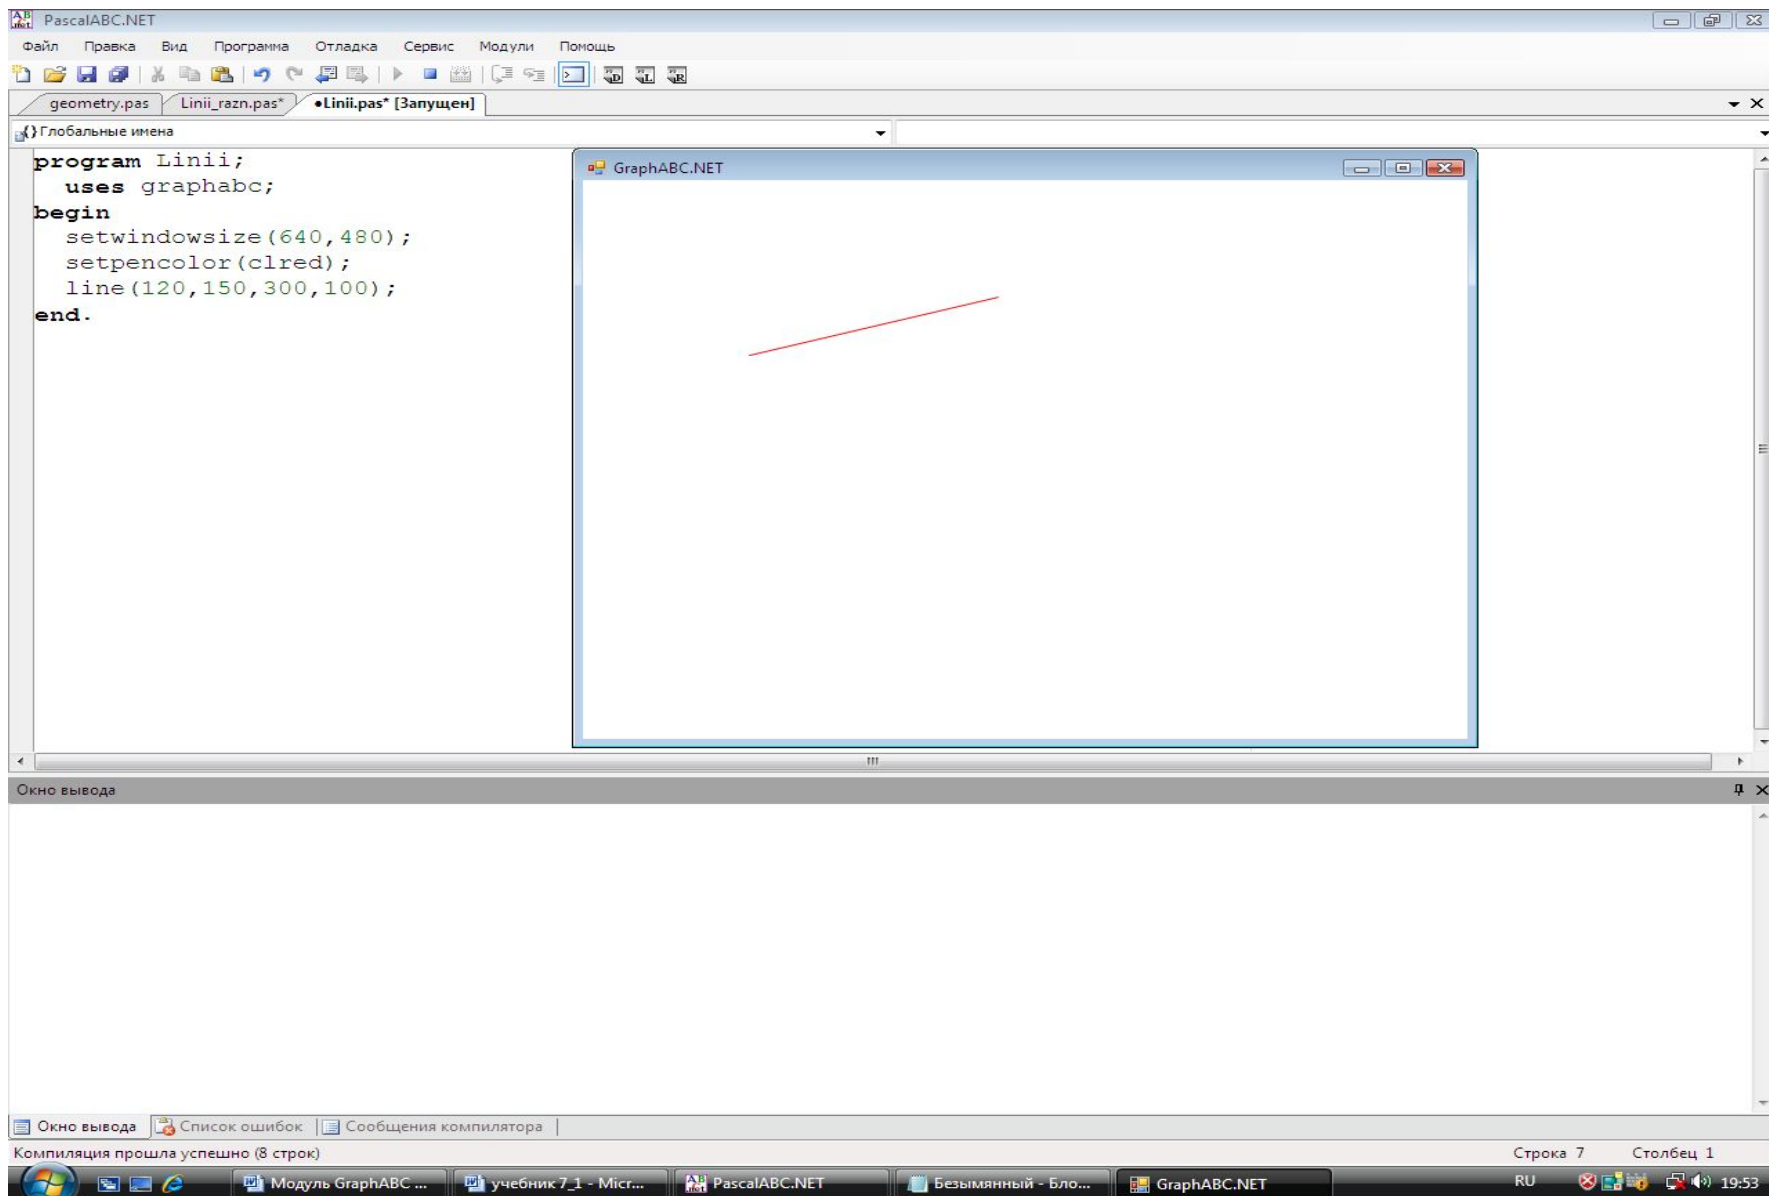 PascalABC.NET
Файл Правка Вид Программа Отладка Сервис Модули Помощь
geometry.pas Linii_razn.pas* •Linii.pas* [Запущен]
Глобальные имена
program Linii;
uses graphabc;
begin
setwindowsize(640,480);
setpencolor(clred);
line(120,150,300,100);
end.
GraphABC.NET
Окно вывода
Окно вывода Список ошибок Сообщения компилятора
Компиляция прошла успешно (8 строк) Строка 7 Столбец 1
Модуль GraphABC ... учебник 7_1 - Micr... PascalABC.NET Безымянный - Бло... GraphABC.NET RU 19:53